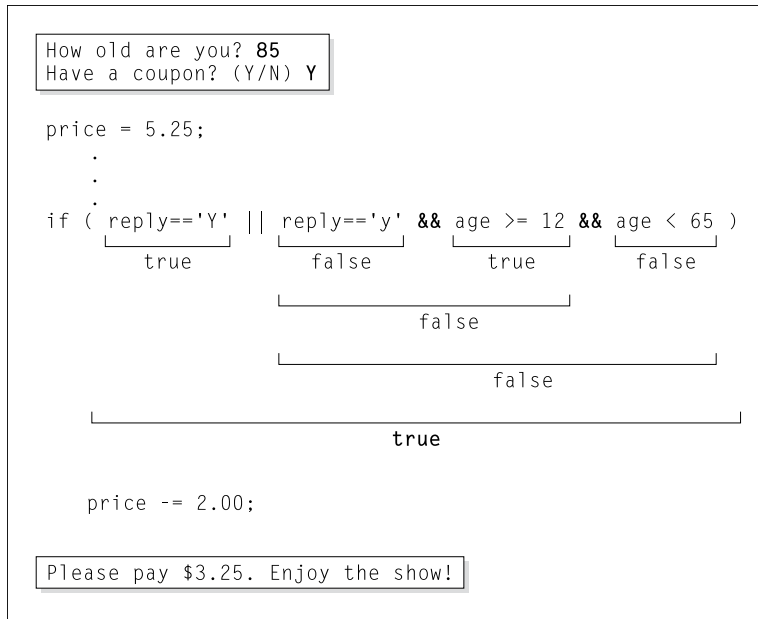 How old are you? 85
Have a coupon? (Y/N) Y
price = 5.25;
.
.
.
if ( reply=='Y' || reply=='y' && age >= 12 && age < 65 )
true false true false
false
false
true
price -= 2.00;
Please pay $3.25. Enjoy the show!